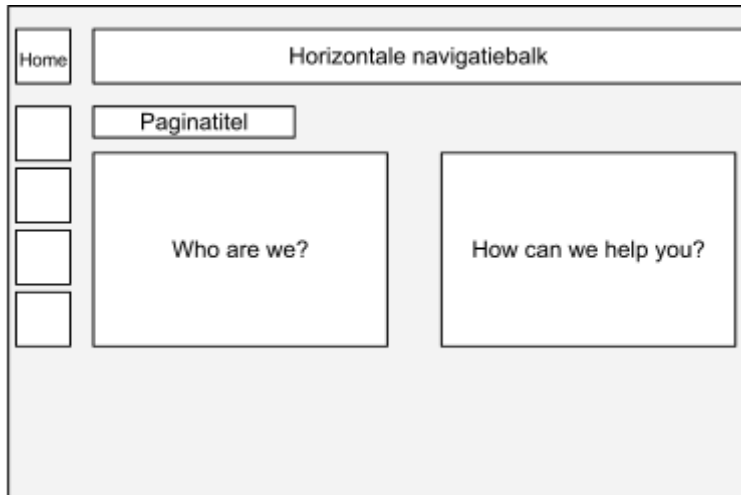 Home
Horizontale navigatiebalk
Paginatitel
Who are we?
How can we help you?